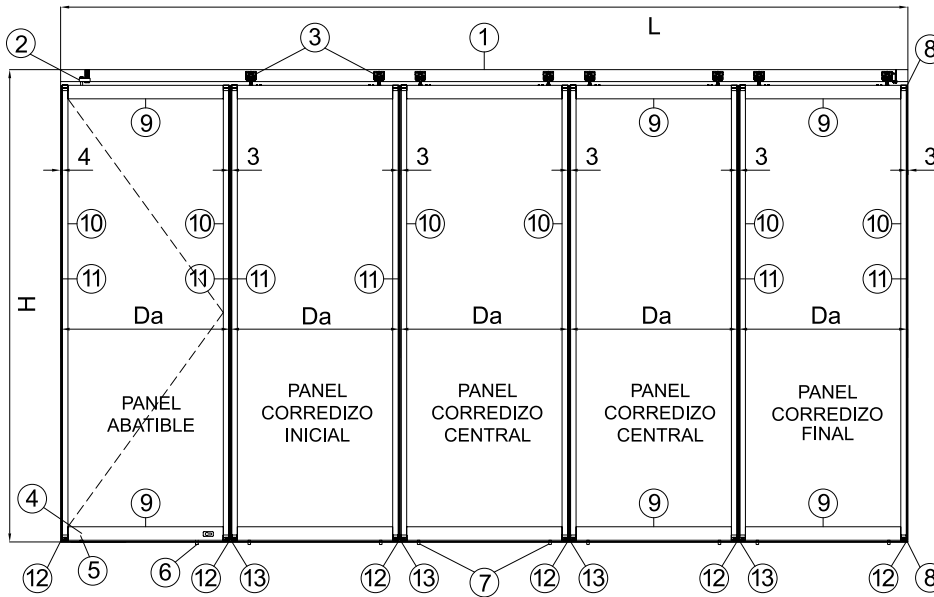 L
2
3
1
8
9
9
9
4
3
3
3
3
3
10
10
10
10
10
10
11
11
11
11
11
11
H
Da
Da
Da
Da
Da
PANEL
ABATIBLE
PANEL
CORREDIZO
INICIAL
PANEL
CORREDIZO
CENTRAL
PANEL
CORREDIZO
CENTRAL
PANEL
CORREDIZO
FINAL
4
9
9
9
12
5
6
12
13
12
13
7
12
13
12
13
12
8